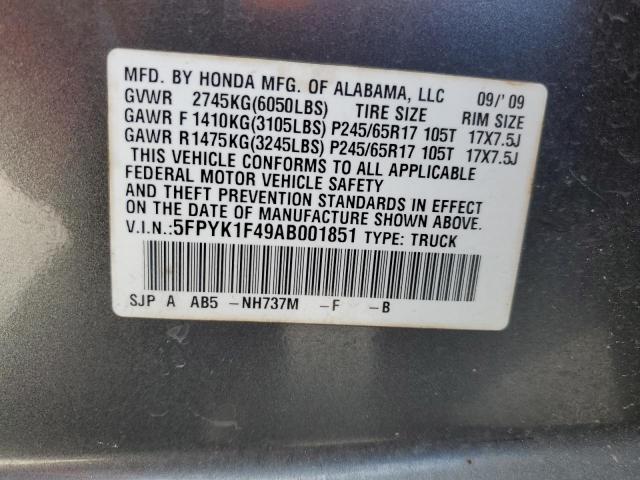 MFD. BY HONDA MFG. OF ALABAMA, LLC 09/'09
GVWR 2745KG(6050LBS) TIRE SIZE RIM SIZE
GAWR F 1410KG(3105LBS) P245/65R17 105T 17X7.5J
GAWR R 1475KG(3245LBS) P245/65R17 105T 17X7.5J
THIS VEHICLE CONFORMS TO ALL APPLICABLE
FEDERAL MOTOR VEHICLE SAFETY
AND THEFT PREVENTION STANDARDS IN EFFECT
ON THE DATE OF MANUFACTURE SHOWN ABOVE.
V.I.N.:5FPYK1F49AB001851 TYPE: TRUCK
SJP A AB5 -NH737M -F -B